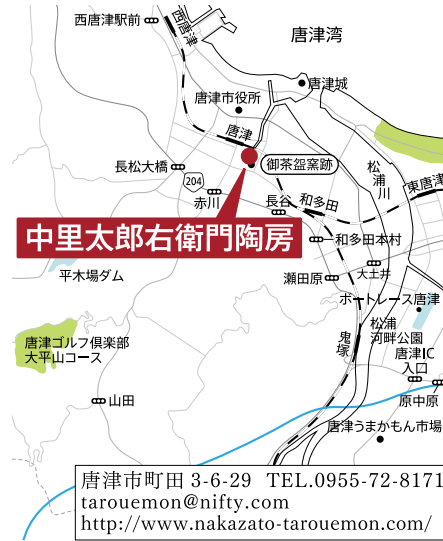 西唐津駅前
西唐津
唐津湾
唐津城
唐津市役所
唐津
御茶盌窯跡
長松大橋
204
赤川
松浦川
東唐津
長谷
和多田
中里太郎右衛門陶房
和多田本村
平木場ダム
瀬田原
大土井
ボートレース唐津
鬼塚
松浦
河畔公園
唐津ゴルフ倶楽部
大平山コース
唐津IC
入口
山田
原中原
唐津うまかもん市場
唐津市町田 3-6-29 TEL.0955-72-8171
tarouemon@nifty.com
http://www.nakazato-tarouemon.com/